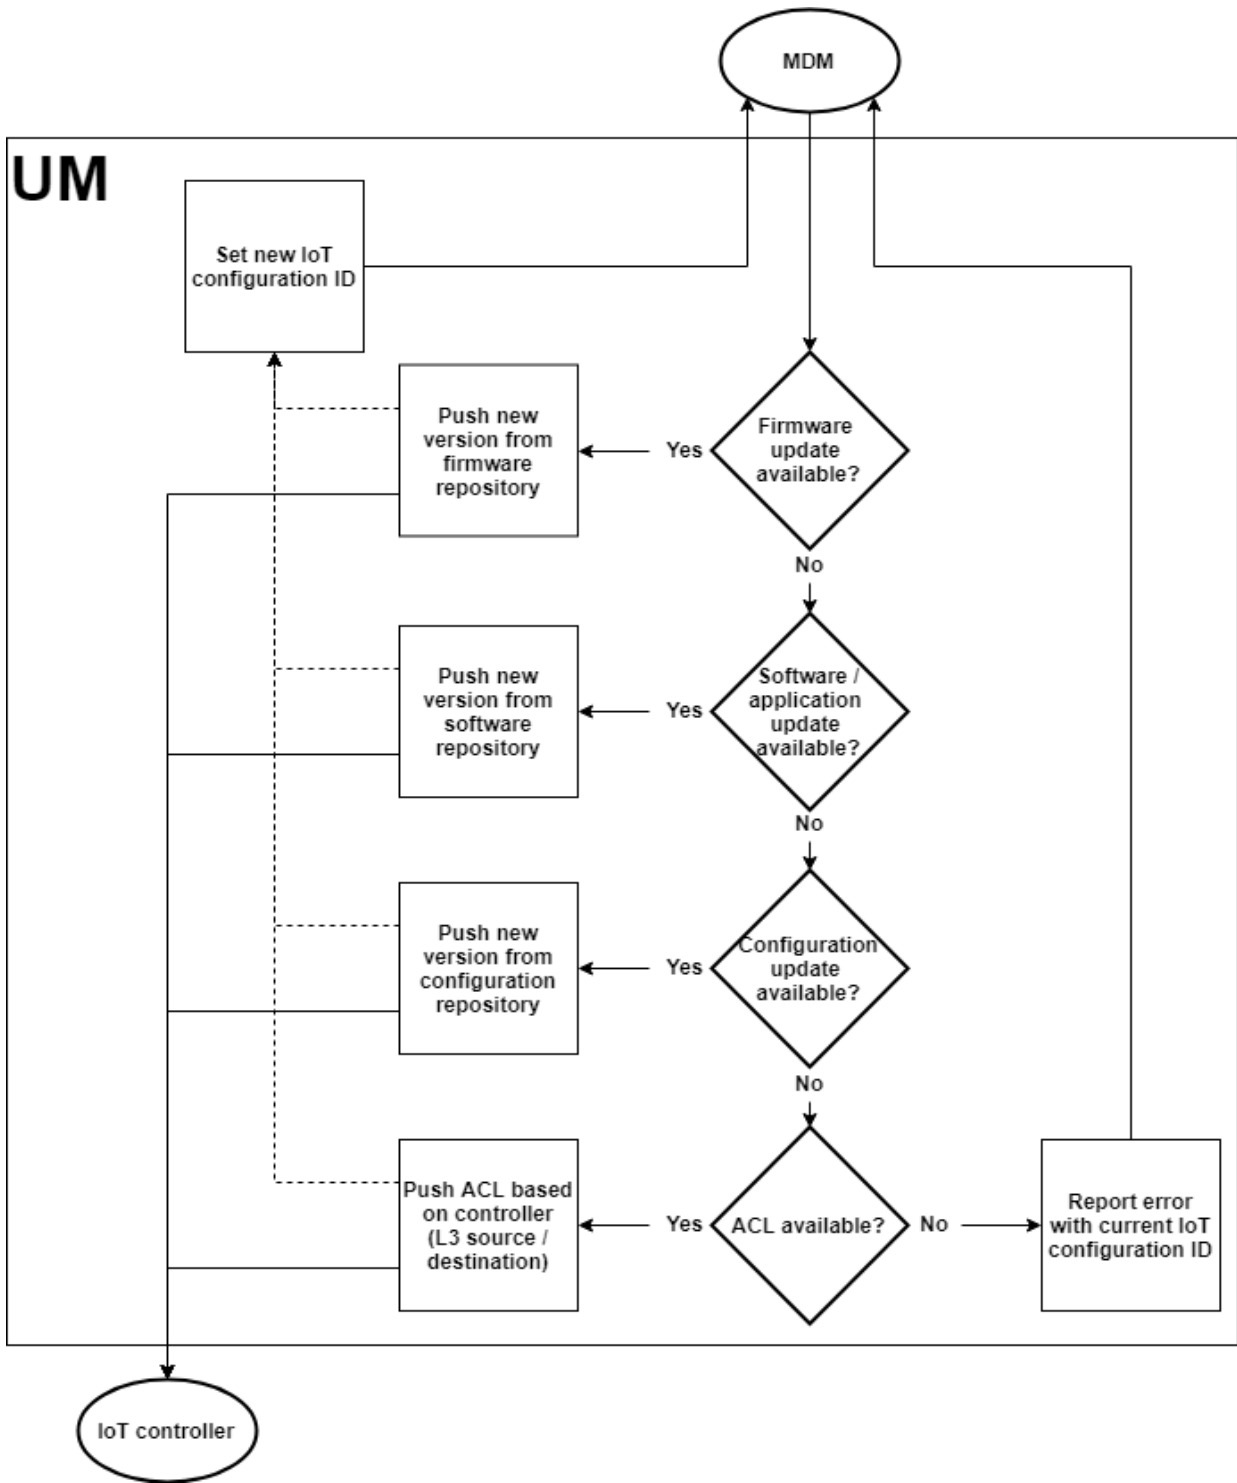 MDM
UM
Set new IoT
configuration ID
Push new
version from
firmware
repository
Yes
Firmware
update
available?
No
Push new
version from
software
repository
Yes
Software /
application
update
available?
No
Push new
version from
configuration
repository
Yes
Configuration
update
available?
No
Push ACL based
on controller
(L3 source /
destination)
Yes
ACL available?
No
Report error
with current IoT
configuration ID
IoT controller